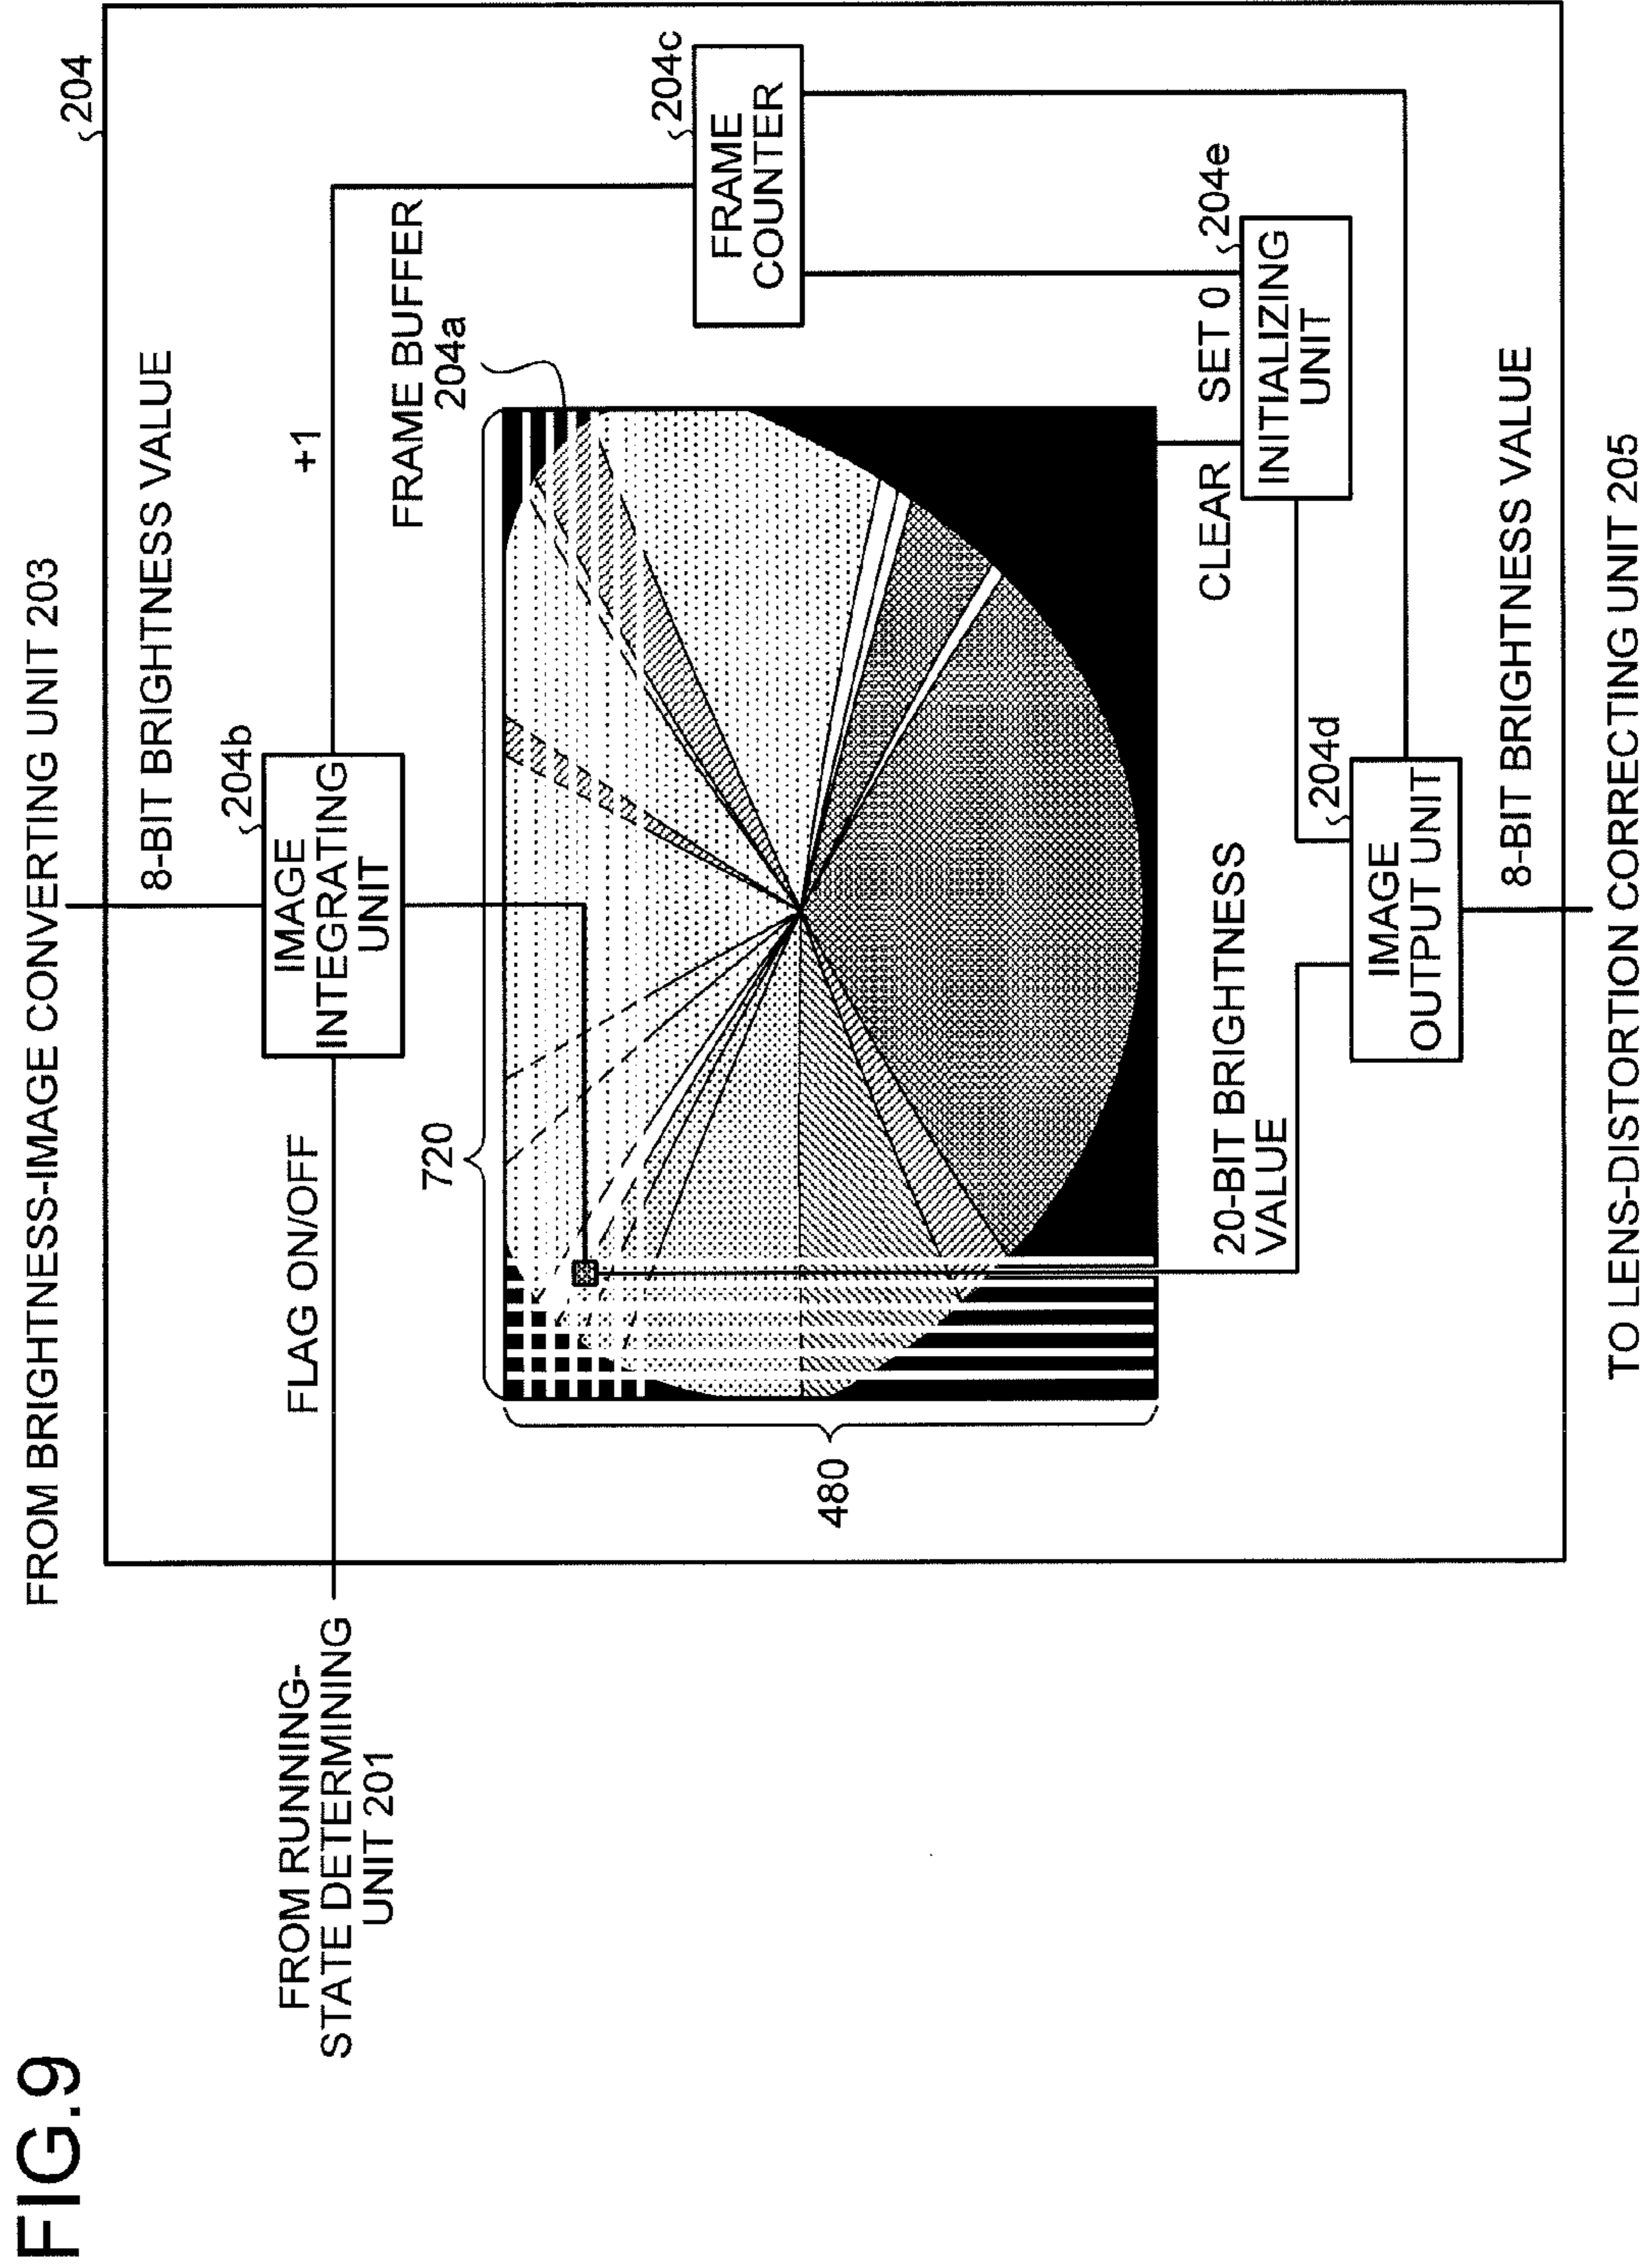 FIG.9
FROM BRIGHTNESS-IMAGE CONVERTING UNIT 203
204
8-BIT BRIGHTNESS VALUE
204b
FROM RUNNING-
STATE DETERMINING
UNIT 201
FLAG ON/OFF
IMAGE
INTEGRATING
UNIT
+1
FRAME BUFFER
204a
720
480
204c
FRAME
COUNTER
CLEAR
SET 0
204e
INITIALIZING
UNIT
20-BIT BRIGHTNESS
VALUE
204d
IMAGE
OUTPUT UNIT
8-BIT BRIGHTNESS VALUE
TO LENS-DISTORTION CORRECTING UNIT 205